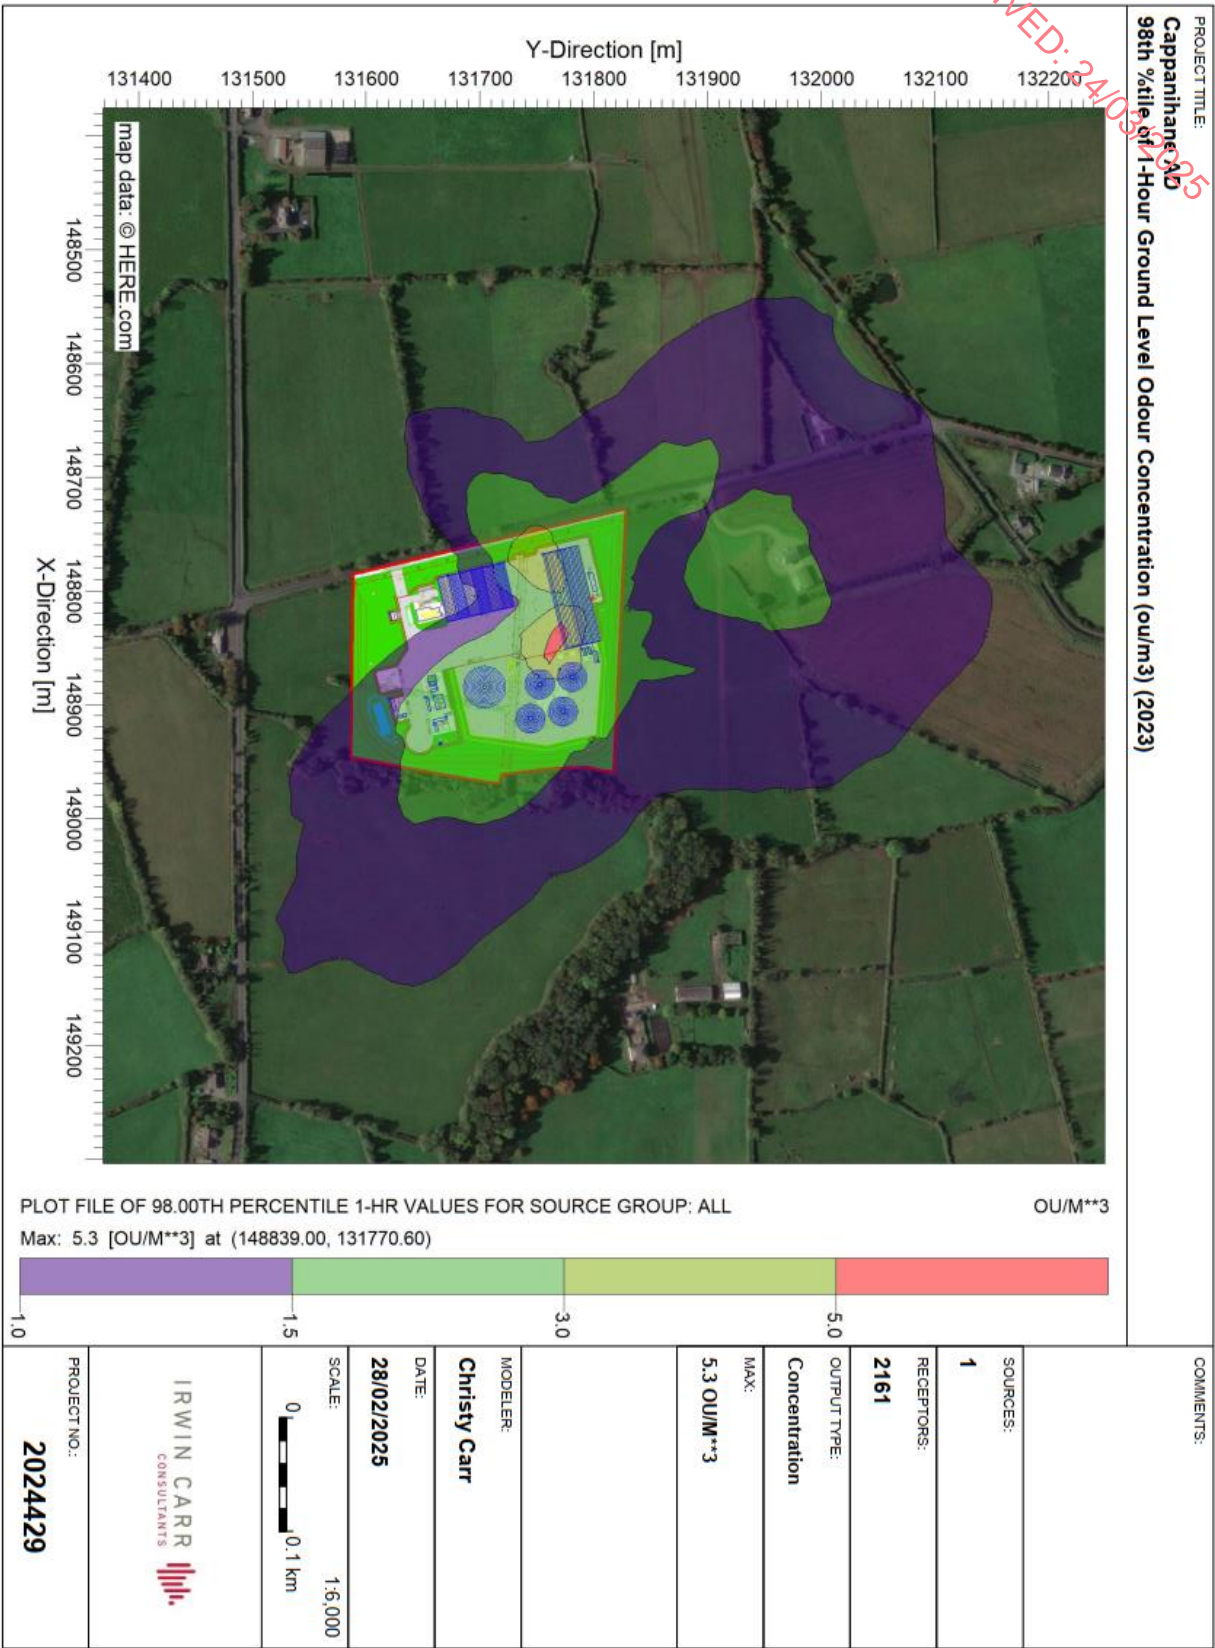 PROJECT TITLE:
Cappanihane AD
98th %tile of 1-Hour Ground Level Odour Concentration (ou/m3) (2023)
VED: 24/03/2025
Y-Direction [m]
131400 131500 131600 131700 131800 131900 132000 132100 132200
map data: © HERE.com
148500 148600 148700 148800 148900 149000 149100 149200
X-Direction [m]
PLOT FILE OF 98.00TH PERCENTILE 1-HR VALUES FOR SOURCE GROUP: ALL
OU/M**3
Max: 5.3 [OU/M**3] at (148839.00, 131770.60)
1.0 1.5 3.0 5.0
COMMENTS:
SOURCES:
1
RECEPTORS:
2161
OUTPUT TYPE:
Concentration
MAX:
5.3 OU/M**3
MODELER:
Christy Carr
DATE:
28/02/2025
SCALE:
1:6,000
0 0.1 km
IRWIN CARR
CONSULTANTS
PROJECT NO.:
2024429